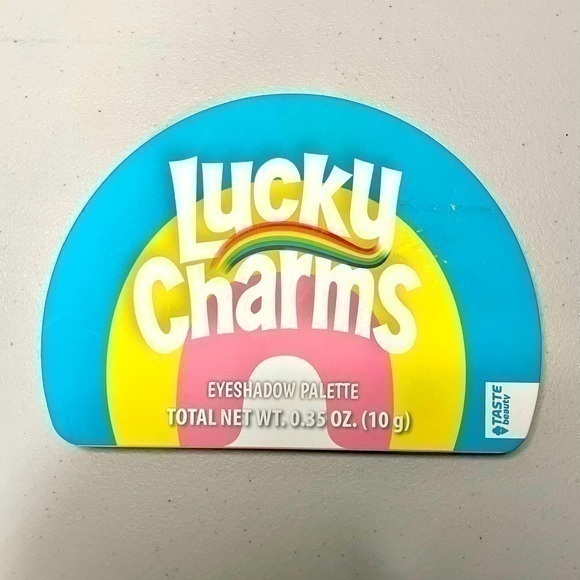 Lucky
Charms
EYESHADOW PALETTE
TOTAL NET WT. 0.35 OZ. (10 g)
TASTE
beauty